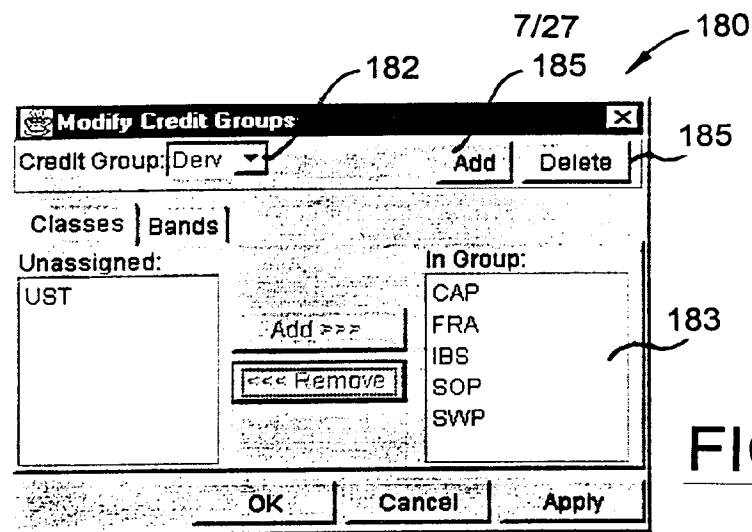 7/27
180
182
185
Modify Credit Groups
Credit Group: Derv
Add
Delete
185
Classes
Bands
Unassigned:
In Group:
UST
CAP
FRA
IBS
SOP
SWP
183
Add >>>
<<< Remove
OK
Cancel
Apply